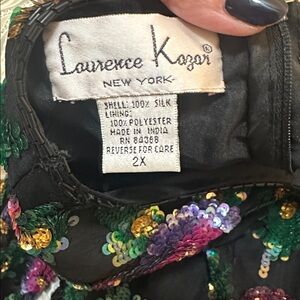 Laurence Kazar®
NEW YORK
SHELL: 100% SILK
LINING:
100% POLYESTER
MADE IN INDIA
RN 84368
REVERSE FOR CARE
2X